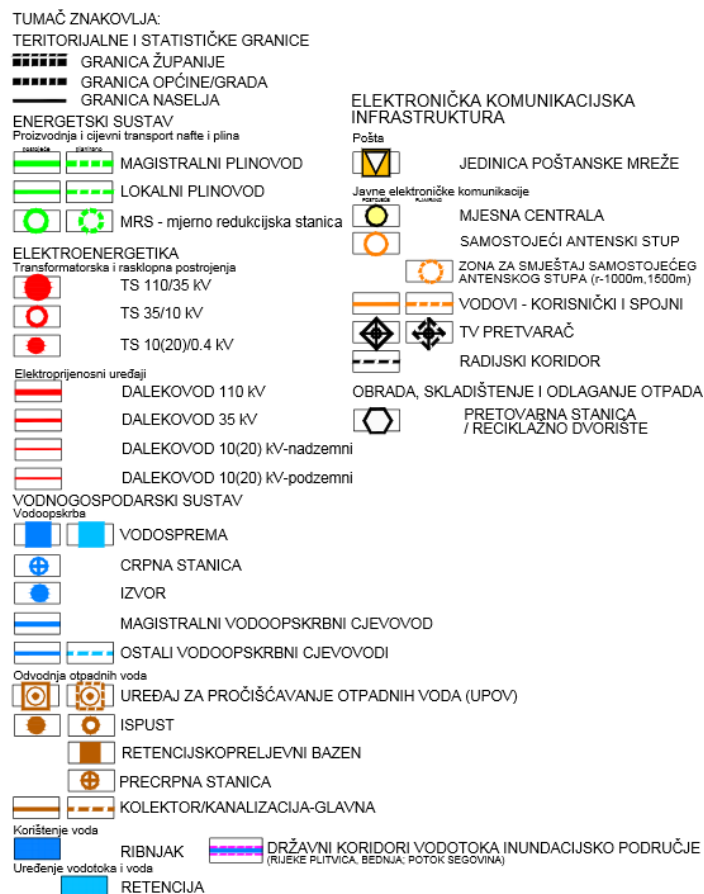 TUMAČ ZNAKOVLJA:
TERITORIJALNE I STATISTIČKE GRANICE
GRANICA ŽUPANIJE
GRANICA OPĆINE/GRADA
GRANICA NASELJA
ENERGETSKI SUSTAV
Proizvodnja i cijevni transport nafte i plina
postojeće planirano
MAGISTRALNI PLINOVOD
LOKALNI PLINOVOD
MRS - mjerno redukcijska stanica
ELEKTROENERGETIKA
Transformatorska i rasklopna postrojenja
TS 110/35 kV
TS 35/10 kV
TS 10(20)/0.4 kV
Elektroprijenosni uređaji
DALEKOVOD 110 kV
DALEKOVOD 35 kV
DALEKOVOD 10(20) kV-nadzemni
DALEKOVOD 10(20) kV-podzemni
VODNOGOSPODARSKI SUSTAV
Vodoopskrba
VODOSPREMA
CRPNA STANICA
IZVOR
MAGISTRALNI VODOOPSKRBNI CJEVOVOD
OSTALI VODOOPSKRBNI CJEVOVODI
Odvodnja otpadnih voda
UREĐAJ ZA PROČIŠĆAVANJE OTPADNIH VODA (UPOV)
ISPUST
RETENCIJSKOPRELJEVNI BAZEN
PRECRPNA STANICA
KOLEKTOR/KANALIZACIJA-GLAVNA
Korištenje voda
RIBNJAK
Uređenje vodotoka i voda
RETENCIJA
ELEKTRONIČKA KOMUNIKACIJSKA
INFRASTRUKTURA
Pošta
JEDINICA POŠTANSKE MREŽE
Javne elektroničke komunikacije
POSTOJEĆE PLANIRANO
MJESNA CENTRALA
SAMOSTOJEĆI ANTENSKI STUP
ZONA ZA SMJEŠTAJ SAMOSTOJEĆEG
ANTENSKOG STUPA (r-1000m,1500m)
VODOVI - KORISNIČKI I SPOJNI
TV PRETVARAČ
RADIJSKI KORIDOR
OBRADA, SKLADIŠTENJE I ODLAGANJE OTPADA
PRETOVARNA STANICA
/ RECIKLAŽNO DVORIŠTE
DRŽAVNI KORIDORI VODOTOKA INUNDACIJSKO PODRUČJE
(RIJEKE PLITVICA, BEDNJA; POTOK SEGOVINA)